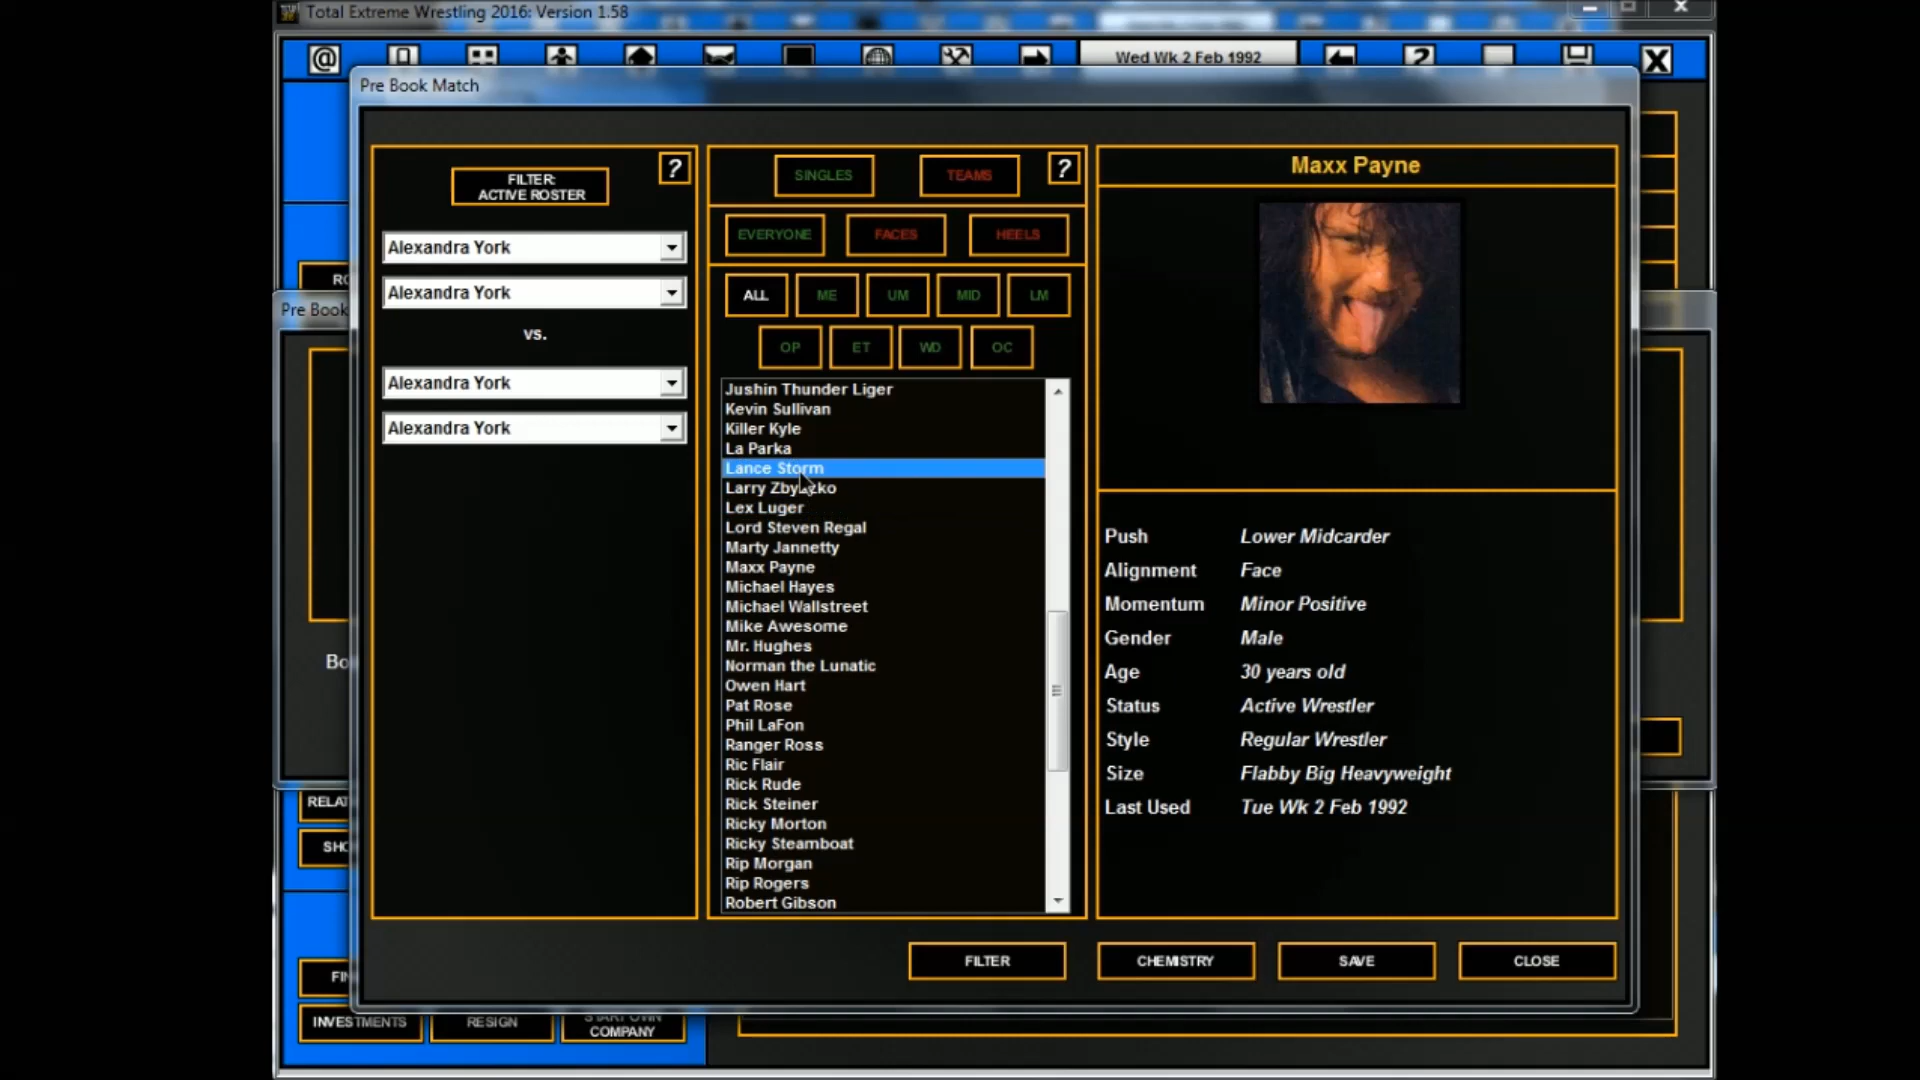 Total Extreme Wrestling 2016: Version 1.58
@
Wed Wk 2 Feb 1992
?
X
Pre Book Match
FILTER:
ACTIVE ROSTER
?
Alexandra York
Alexandra York
vs.
Alexandra York
Alexandra York
SINGLES
TEAMS
?
EVERYONE
FACES
HEELS
ALL
ME
UM
MID
LM
OP
ET
WD
OC
Jushin Thunder Liger
Kevin Sullivan
Killer Kyle
La Parka
Lance Storm
Larry Zbyszko
Lex Luger
Lord Steven Regal
Marty Jannetty
Maxx Payne
Michael Hayes
Michael Wallstreet
Mike Awesome
Mr. Hughes
Norman the Lunatic
Owen Hart
Pat Rose
Phil LaFon
Ranger Ross
Ric Flair
Rick Rude
Rick Steiner
Ricky Morton
Ricky Steamboat
Rip Morgan
Rip Rogers
Robert Gibson
Maxx Payne
Push Lower Midcarder
Alignment Face
Momentum Minor Positive
Gender Male
Age 30 years old
Status Active Wrestler
Style Regular Wrestler
Size Flabby Big Heavyweight
Last Used Tue Wk 2 Feb 1992
FILTER
CHEMISTRY
SAVE
CLOSE
Pre Book
INVESTMENTS
RESIGN
START OWN
COMPANY